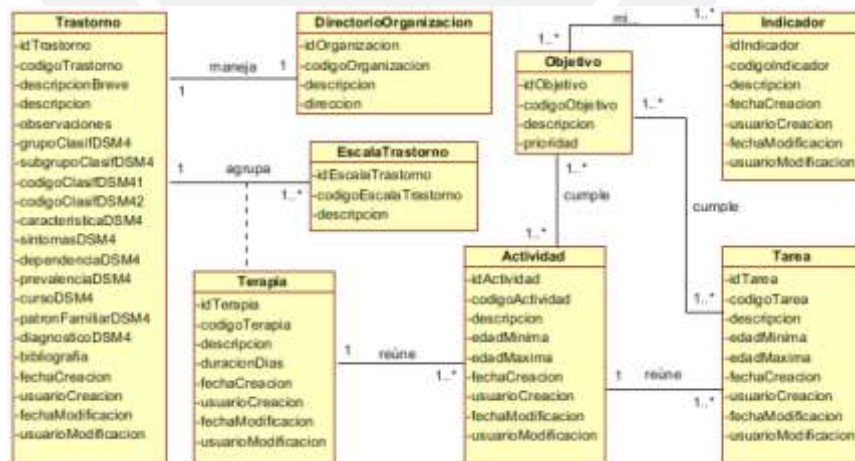 Trastorno
-idTrastorno
-codigoTrastorno
-descripcionBreve
-descripcion
-observaciones
-grupoClasifDSM4
-subgrupoClasifDSM4
-codigoClasifDSM41
-codigoClasifDSM42
-caracteristicaDSM4
-sintomasDSM4
-dependenciaDSM4
-prevalenciaDSM4
-cursoDSM4
-patronFamiliarDSM4
-diagnosticoDSM4
-bibliografia
-fechaCreacion
-usuarioCreacion
-fechaModificacion
-usuarioModificacion
maneja
1
1
DirectorioOrganizacion
-idOrganizacion
-codigoOrganizacion
-descripcion
-direccion
1
agrupa
1..*
EscalaTrastorno
-idEscalaTrastorno
-codigoEscalaTrastorno
-descripcion
Terapia
-idTerapia
-codigoTerapia
-descripcion
-duracionDias
-fechaCreacion
-usuarioCreacion
-fechaModificacion
-usuarioModificacion
1
reúne
1..*
Objetivo
-idObjetivo
-codigoObjetivo
-descripcion
-prioridad
1..*
mi...
1..*
Indicador
-idIndicador
-codigoIndicador
-descripcion
-fechaCreacion
-usuarioCreacion
-fechaModificacion
-usuarioModificacion
1..*
cumple
1..*
1..*
cumple
1..*
Actividad
-idActividad
-codigoActividad
-descripcion
-edadMinima
-edadMaxima
-fechaCreacion
-usuarioCreacion
-fechaModificacion
-usuarioModificacion
1
reúne
1..*
Tarea
-idTarea
-codigoTarea
-descripcion
-edadMinima
-edadMaxima
-fechaCreacion
-usuarioCreacion
-fechaModificacion
-usuarioModificacion